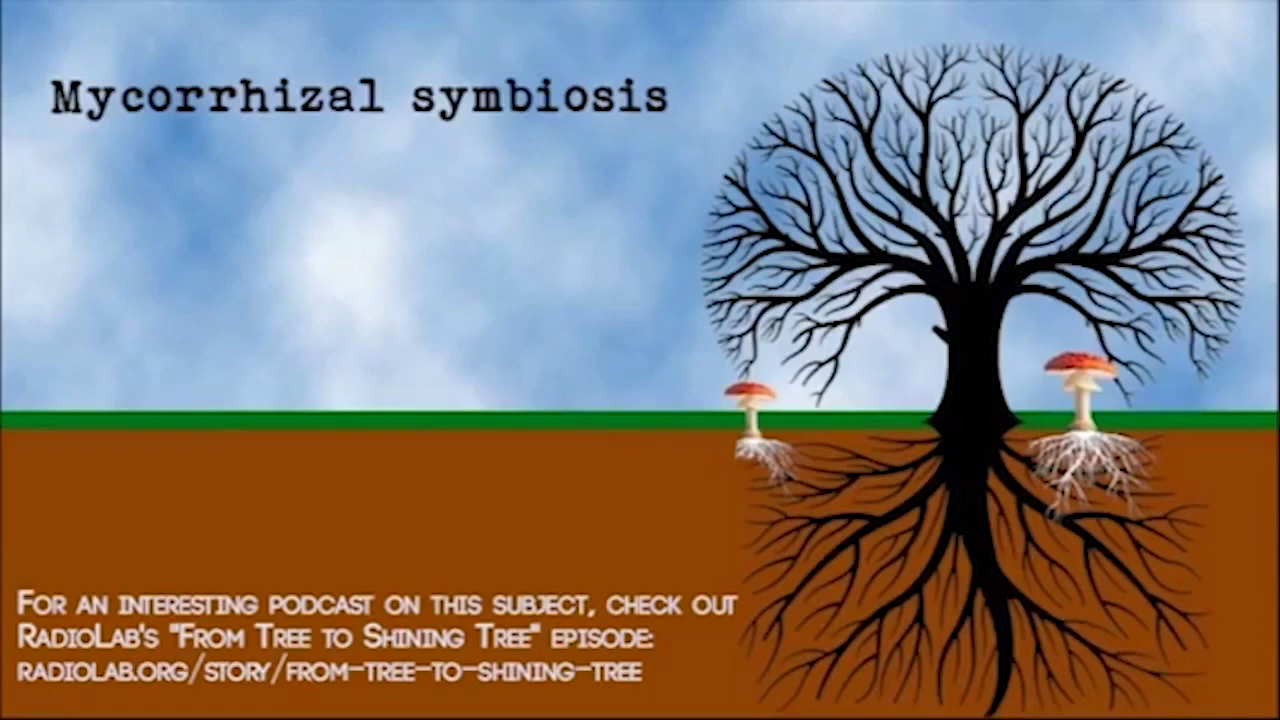 Mycorrhizal symbiosis
For an interesting podcast on this subject, check out
RadioLab's "From Tree to Shining Tree" episode:
radiolab.org/story/from-tree-to-shining-tree